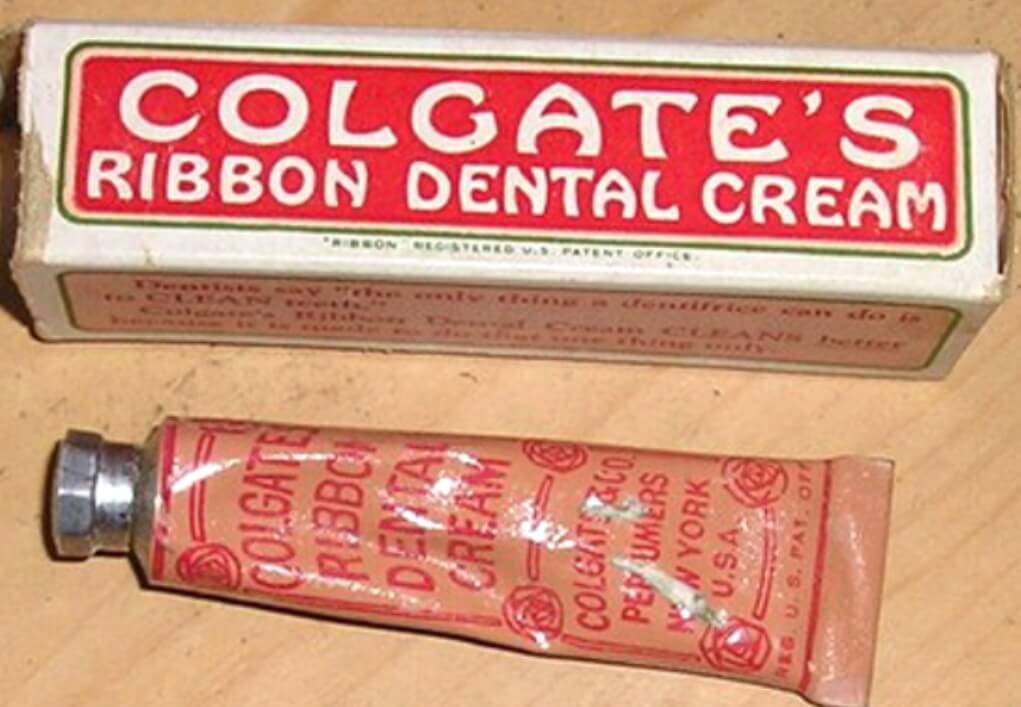 COLGATE'S
RIBBON DENTAL CREAM
"RIBBON" REGISTERED U.S. PATENT OFFICE.
Dentists say "the only thing a dentifrice can do is
to CLEAN teeth."
Colgate's Ribbon Dental Cream CLEANS better
because it is made to do that one thing only.
COLGATE'S
RIBBON
DENTAL
CREAM
COLGATE & CO.
PERFUMERS
NEW YORK
U.S.A.
REG. U.S. PAT. OFF.